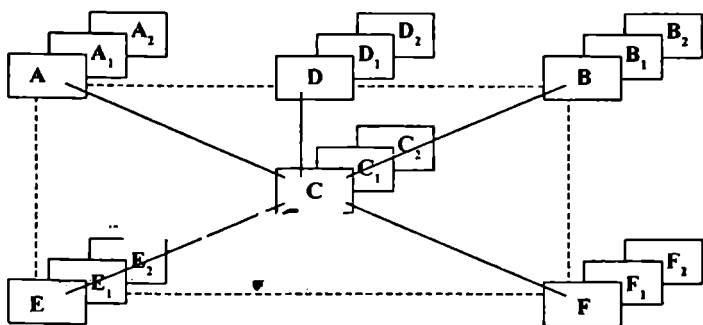 A A₁ A₂
D D₁ D₂
B B₁ B₂
C C₁ C₂
E E₁ E₂
F F₁ F₂